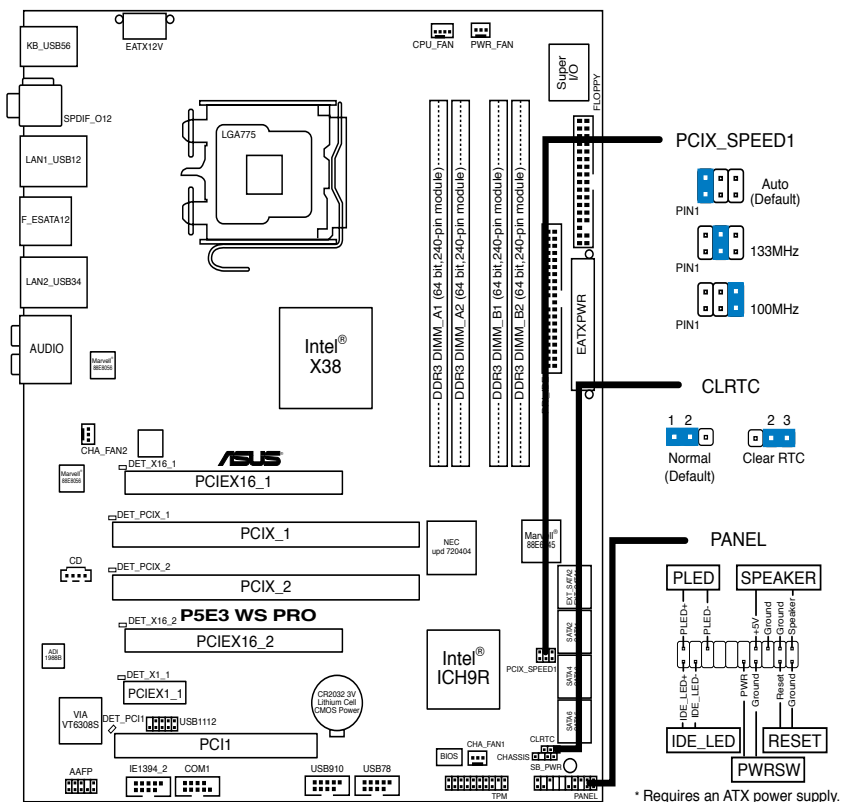 KB_USB56
EATX12V
CPU_FAN
PWR_FAN
Super I/O
FLOPPY
SPDIF_O12
LGA775
LAN1_USB12
F_ESATA12
LAN2_USB34
AUDIO
Marvell® 88E8056
Intel® X38
DDR3 DIMM_A1 (64 bit,240-pin module)
DDR3 DIMM_A2 (64 bit,240-pin module)
DDR3 DIMM_B1 (64 bit,240-pin module)
DDR3 DIMM_B2 (64 bit,240-pin module)
EATXPWR
CHA_FAN2
ASUS
DET_X16_1
PCIEX16_1
Marvell® 88E8056
DET_PCIX_1
PCIX_1
NEC upd 720404
CD
DET_PCIX_2
PCIX_2
P5E3 WS PRO
DET_X16_2
PCIEX16_2
ADI 1988B
Intel® ICH9R
PCIX_SPEED1
EXT_SATA2
SATA2
SATA4
SATA6
DET_X1_1
PCIEX1_1
VIA VT6308S
DET_PCI1
USB1112
CR2032 3V
Lithium Cell
CMOS Power
PCI1
BIOS
CHA_FAN1
CLRTC
CHASSIS
SB_PWR
AAFP
IE1394_2
COM1
USB910
USB78
TPM
PANEL
PCIX_SPEED1
PIN1
Auto
(Default)
PIN1
133MHz
PIN1
100MHz
CLRTC
1 2
2 3
Normal
(Default)
Clear RTC
PANEL
PLED
SPEAKER
PLED+
PLED-
+5V
Ground
Ground
Speaker
IDE_LED+
IDE_LED-
PWR
Ground
Reset
Ground
IDE_LED
RESET
PWRSW
* Requires an ATX power supply.